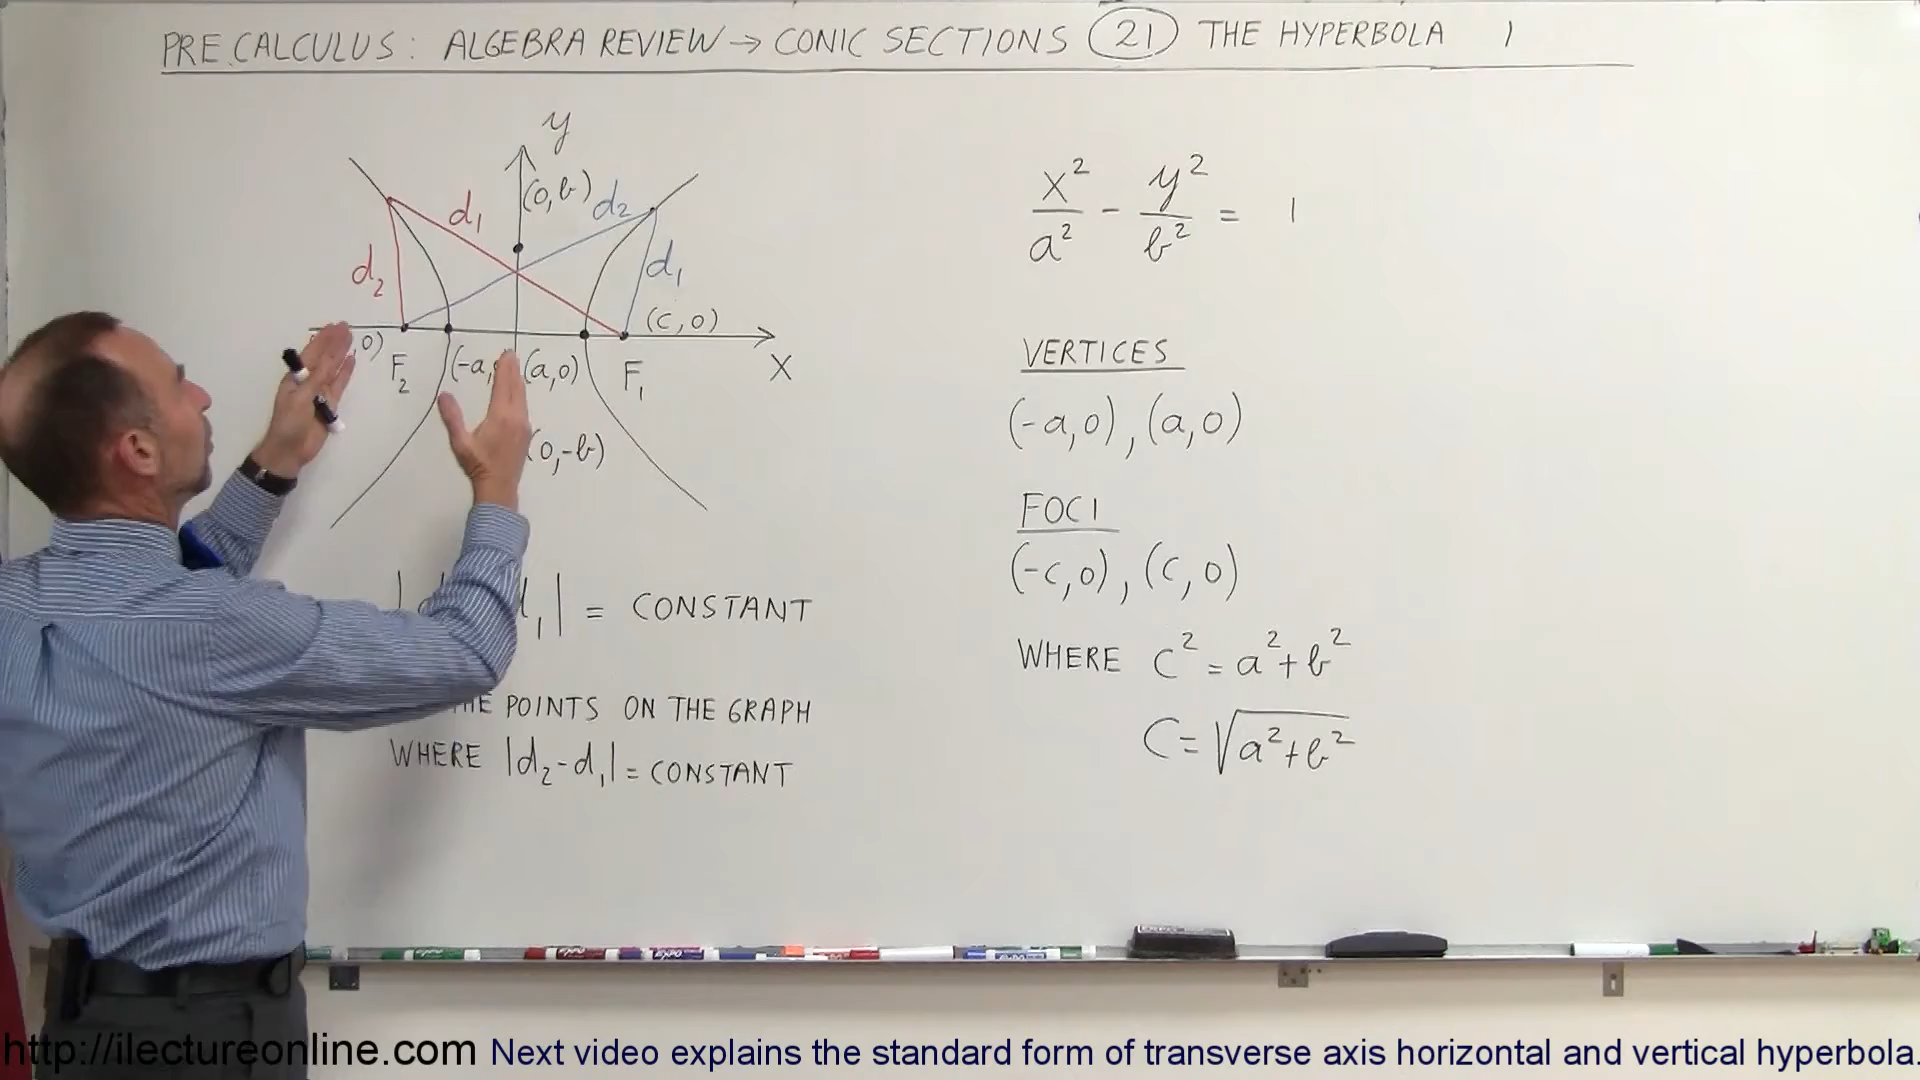 PRE CALCULUS: ALGEBRA REVIEW → CONIC SECTIONS (21) THE HYPERBOLA 1
y
(0,b)
d₁
d₂
d₂
d₁
(c,0)
,0)
F₂
(-a,
(a,0)
F₁
x
(0,-b)
x²/a² - y²/b² = 1
VERTICES
(-a,0), (a,0)
FOCI
(-c,0), (c,0)
WHERE c² = a² + b²
C = √(a² + b²)
₁| = CONSTANT
POINTS ON THE GRAPH
WHERE |d₂-d₁| = CONSTANT
EXPO
http://ilectureonline.com Next video explains the standard form of transverse axis horizontal and vertical hyperbola.